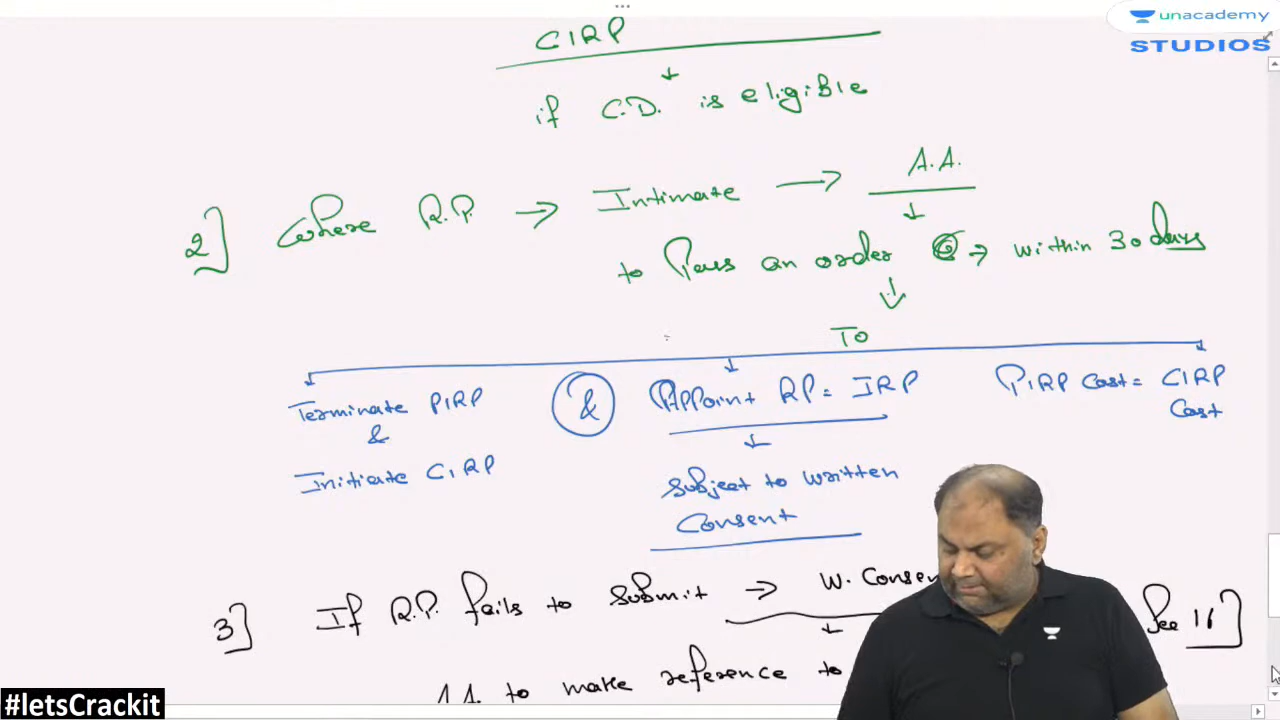 unacademy
STUDIOS
CIRP
if C.D. is eligible
2] Where R.P. → Intimate → A.A.
to Pass an order → within 30 days
TO
Terminate PIRP
&
Initiate CIRP
&
Appoint RP = IRP
subject to written
Consent
PIRP Cost = CIRP
Cost
3] If R.P. fails to submit → W. Consen
See 16]
A.A. to make reference to
#letsCrackit